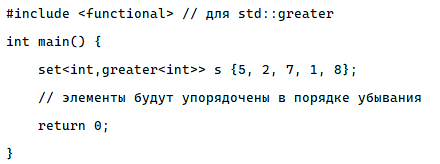 #include <functional> // для std::greater
int main() {
    set<int,greater<int>> s {5, 2, 7, 1, 8};
    // элементы будут упорядочены в порядке убывания
    return 0;
}